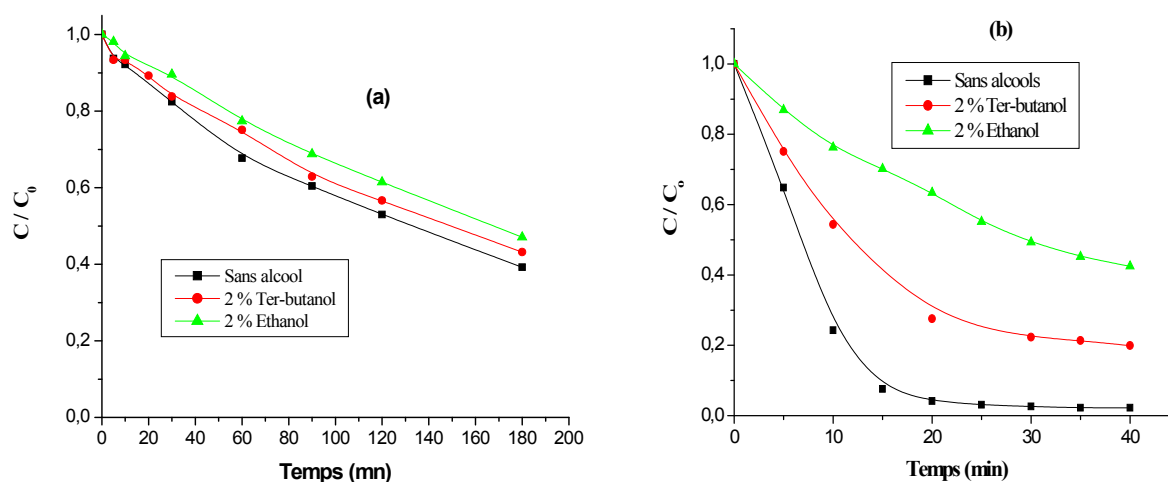 1,0
0,8
0,6
0,4
0,2
0,0
C / C0
(a)
Sans alcool
2 % Ter-butanol
2 % Ethanol
0 20 40 60 80 100 120 140 160 180 200
Temps (mn)
(b)
1,0
0,8
0,6
0,4
0,2
0,0
C / Co
Sans alcools
2 % Ter-butanol
2 % Ethanol
0 10 20 30 40
Temps (min)